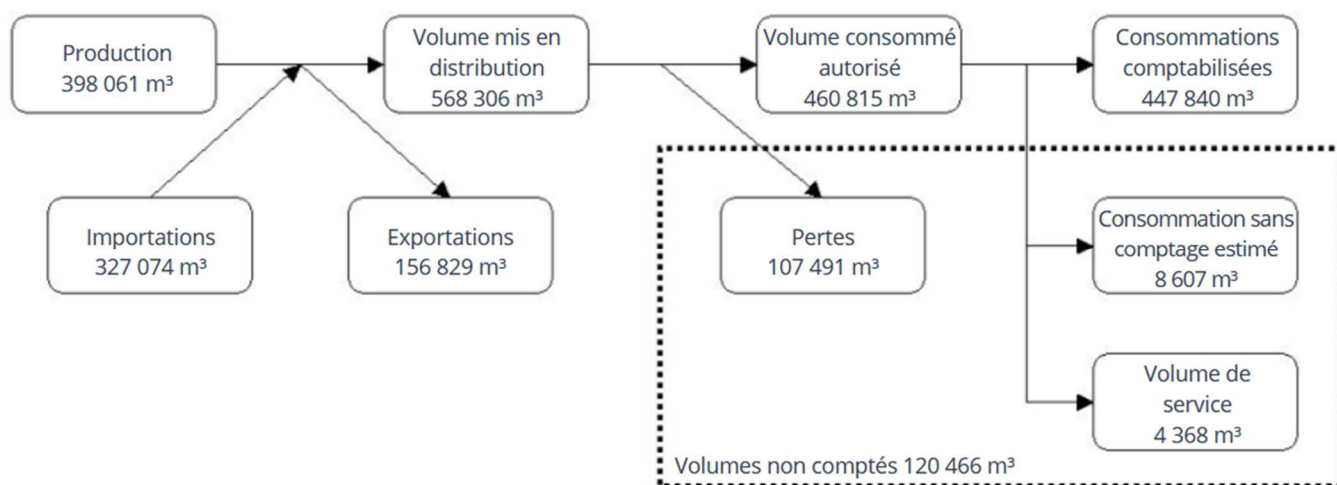 Production
398 061 m³
Volume mis en
distribution
568 306 m³
Volume consommé
autorisé
460 815 m³
Consommations
comptabilisées
447 840 m³
Importations
327 074 m³
Exportations
156 829 m³
Pertes
107 491 m³
Consommation sans
comptage estimé
8 607 m³
Volume de
service
4 368 m³
Volumes non comptés 120 466 m³